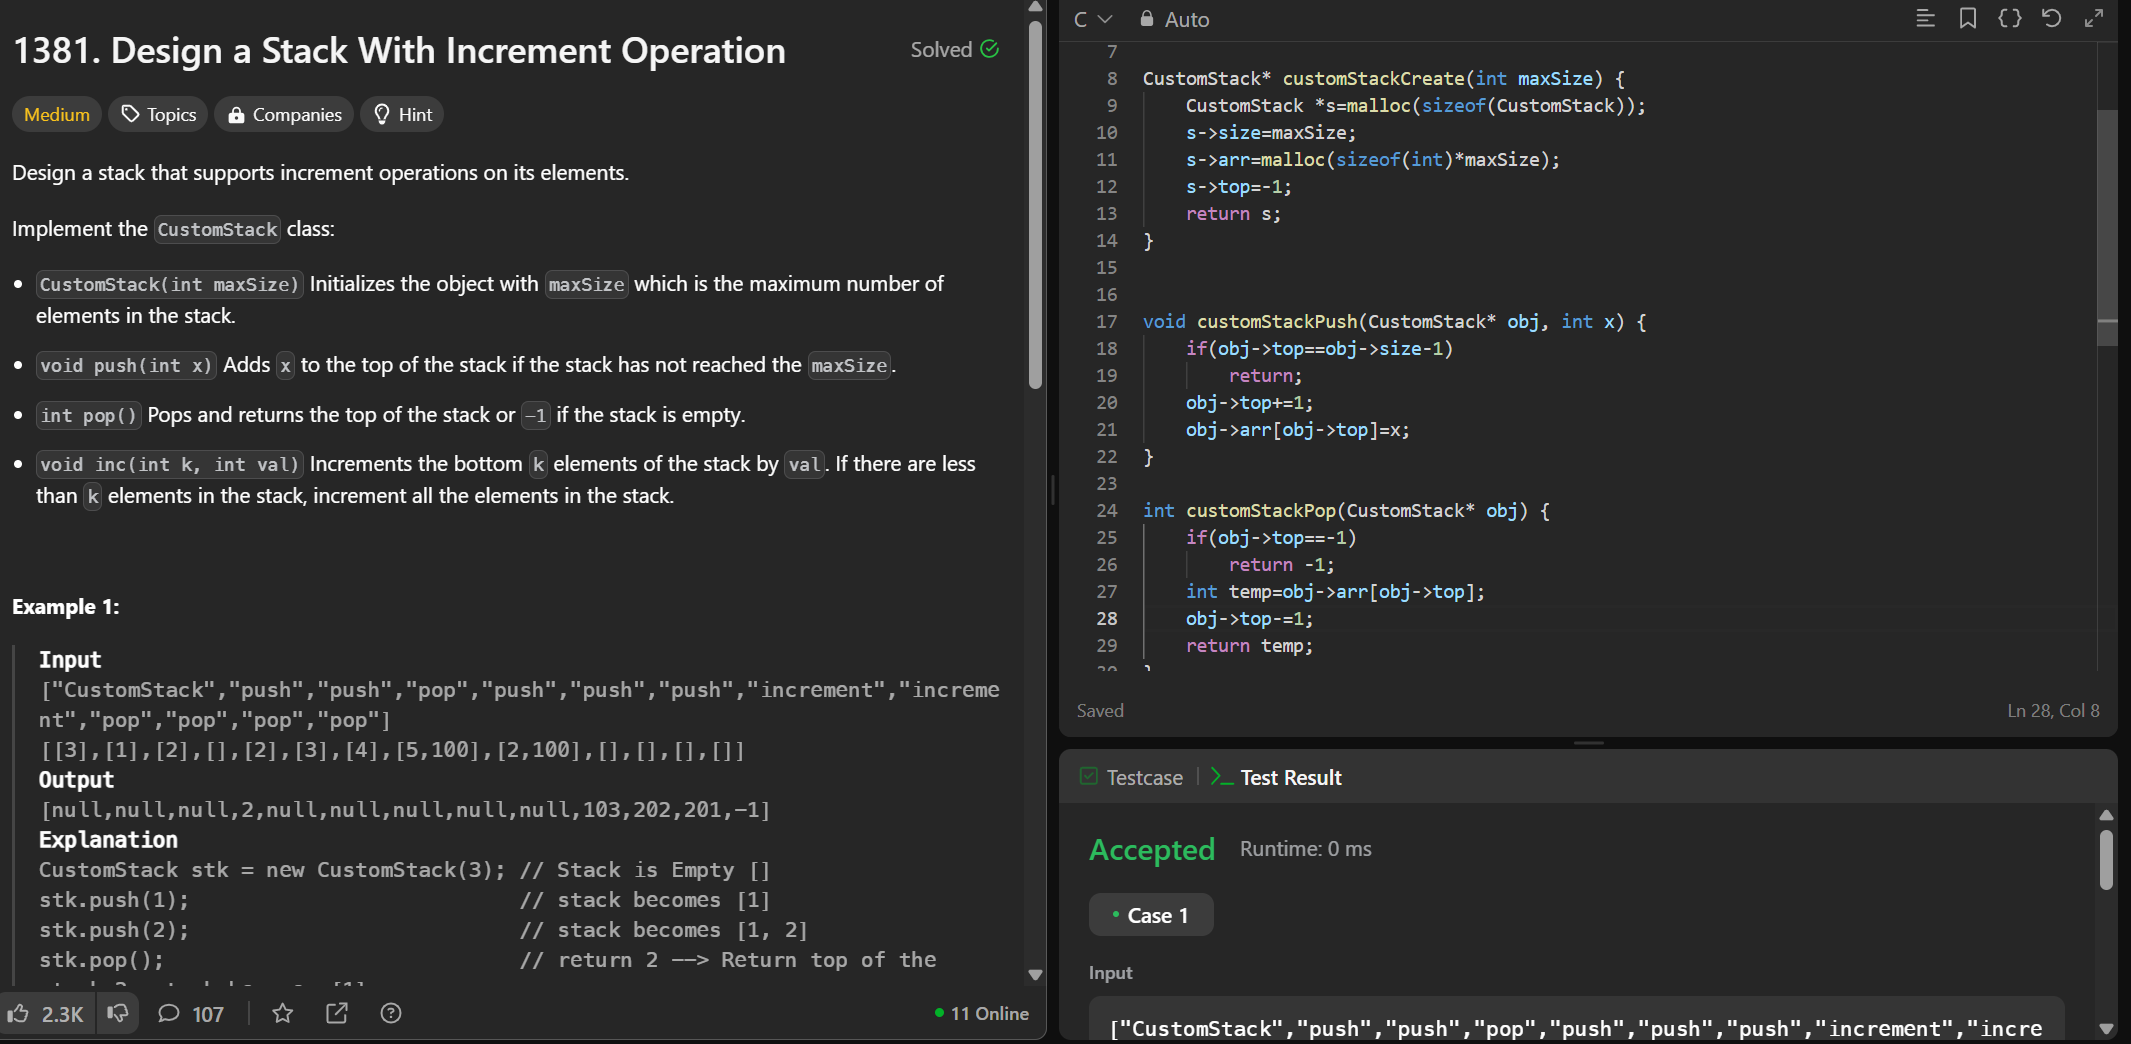 1381. Design a Stack With Increment Operation
Solved
Medium
Topics
Companies
Hint
Design a stack that supports increment operations on its elements.
Implement the CustomStack class:
CustomStack(int maxSize) Initializes the object with maxSize which is the maximum number of
elements in the stack.
void push(int x) Adds x to the top of the stack if the stack has not reached the maxSize.
int pop() Pops and returns the top of the stack or -1 if the stack is empty.
void inc(int k, int val) Increments the bottom k elements of the stack by val. If there are less
than k elements in the stack, increment all the elements in the stack.
Example 1:
Input
["CustomStack","push","push","pop","push","push","push","increment","increme
nt","pop","pop","pop","pop"]
[[3],[1],[2],[],[2],[3],[4],[5,100],[2,100],[],[],[],[]]
Output
[null,null,null,2,null,null,null,null,null,103,202,201,-1]
Explanation
CustomStack stk = new CustomStack(3); // Stack is Empty []
stk.push(1); // stack becomes [1]
stk.push(2); // stack becomes [1, 2]
stk.pop(); // return 2 --> Return top of the
2.3K
107
11 Online
C
Auto
7
8 CustomStack* customStackCreate(int maxSize) {
9 CustomStack *s=malloc(sizeof(CustomStack));
10 s->size=maxSize;
11 s->arr=malloc(sizeof(int)*maxSize);
12 s->top=-1;
13 return s;
14 }
15
16
17 void customStackPush(CustomStack* obj, int x) {
18 if(obj->top==obj->size-1)
19 return;
20 obj->top+=1;
21 obj->arr[obj->top]=x;
22 }
23
24 int customStackPop(CustomStack* obj) {
25 if(obj->top==-1)
26 return -1;
27 int temp=obj->arr[obj->top];
28 obj->top-=1;
29 return temp;
Saved
Ln 28, Col 8
Testcase
Test Result
Accepted
Runtime: 0 ms
Case 1
Input
["CustomStack","push","push","pop","push","push","push","increment","incre